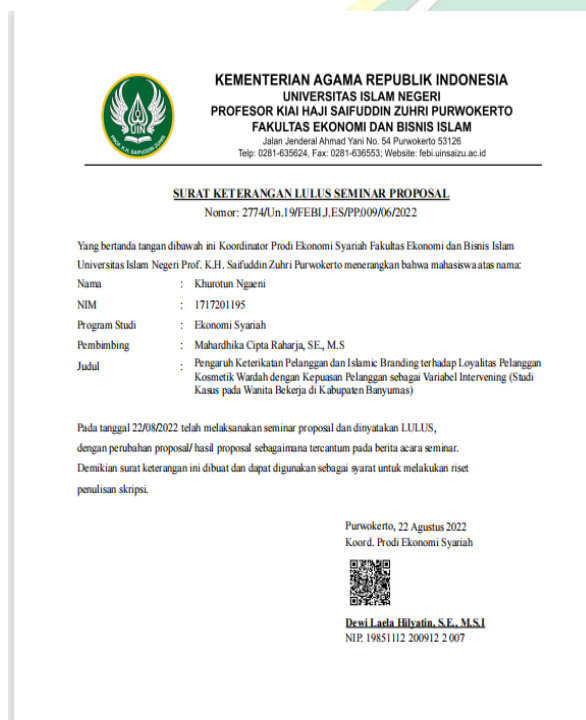 KEMENTERIAN AGAMA REPUBLIK INDONESIA
UNIVERSITAS ISLAM NEGERI
PROFESOR KIAI HAJI SAIFUDDIN ZUHRI PURWOKERTO
FAKULTAS EKONOMI DAN BISNIS ISLAM
Jalan Jenderal Ahmad Yani No. 54 Purwokerto 53126
Telp: 0281-635624, Fax: 0281-636553; Website: febi.uinsaizu.ac.id
UIN
PROF. K.H. SAIFUDDIN ZUHRI
SURAT KETERANGAN LULUS SEMINAR PROPOSAL
Nomor: 2774/Un.19/FEBI.J.ES/PP.009/06/2022
Yang bertanda tangan dibawah ini Koordinator Prodi Ekonomi Syariah Fakultas Ekonomi dan Bisnis Islam
Universitas Islam Negeri Prof. K.H. Saifuddin Zuhri Purwokerto menerangkan bahwa mahasiswa atas nama:
Nama : Khurotun Ngaeni
NIM : 1717201195
Program Studi : Ekonomi Syariah
Pembimbing : Mahardhika Cipta Raharja, SE., M.S
Judul : Pengaruh Keterikatan Pelanggan dan Islamic Branding terhadap Loyalitas Pelanggan
Kosmetik Wardah dengan Kepuasan Pelanggan sebagai Variabel Intervening (Studi
Kasus pada Wanita Bekerja di Kabupaten Banyumas)
Pada tanggal 22/08/2022 telah melaksanakan seminar proposal dan dinyatakan LULUS,
dengan perubahan proposal/ hasil proposal sebagaimana tercantum pada berita acara seminar.
Demikian surat keterangan ini dibuat dan dapat digunakan sebagai syarat untuk melakukan riset
penulisan skripsi.
Purwokerto, 22 Agustus 2022
Koord. Prodi Ekonomi Syariah
Dewi Laela Hilyatin, S.E., M.S.I
NIP. 19851112 200912 2 007